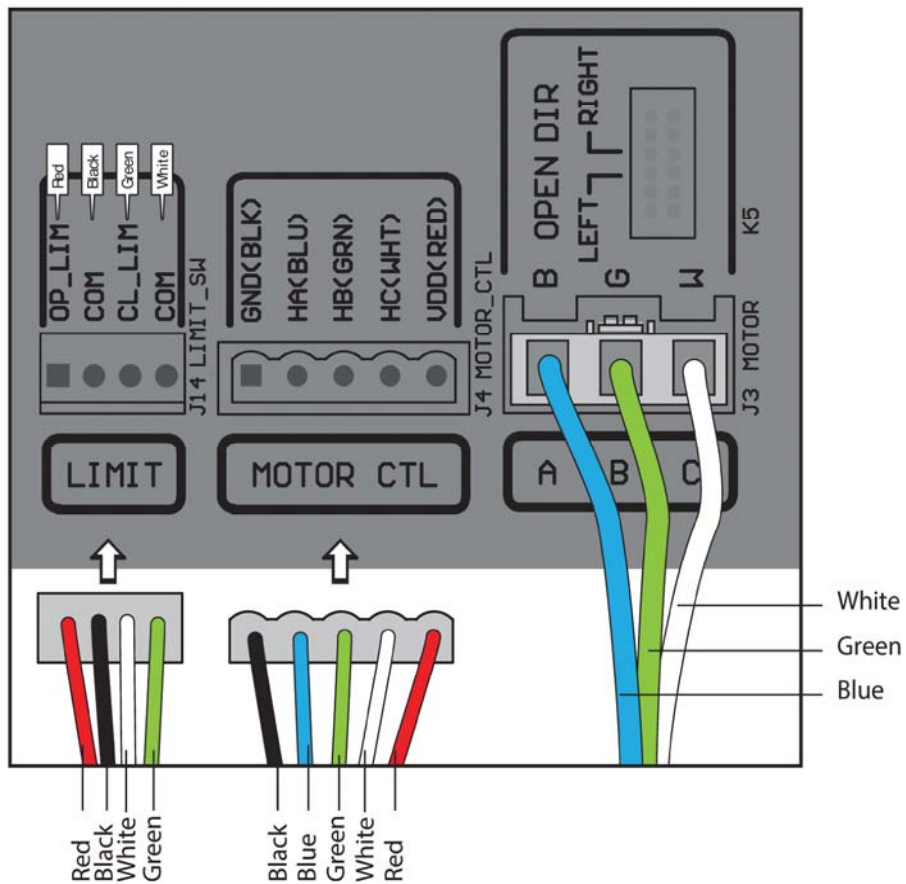 Red
Black
Green
White
OP_LIM
COM
CL_LIM
COM
J14 LIMIT_SW
LIMIT
GND(BLK)
HA(BLU)
HB(GRN)
HC(WHT)
VDD(RED)
J4 MOTOR_CTL
MOTOR CTL
OPEN DIR
LEFT
RIGHT
K5
B
G
W
J3 MOTOR
A
B
C
White
Green
Blue
Red
Black
White
Green
Black
Blue
Green
White
Red